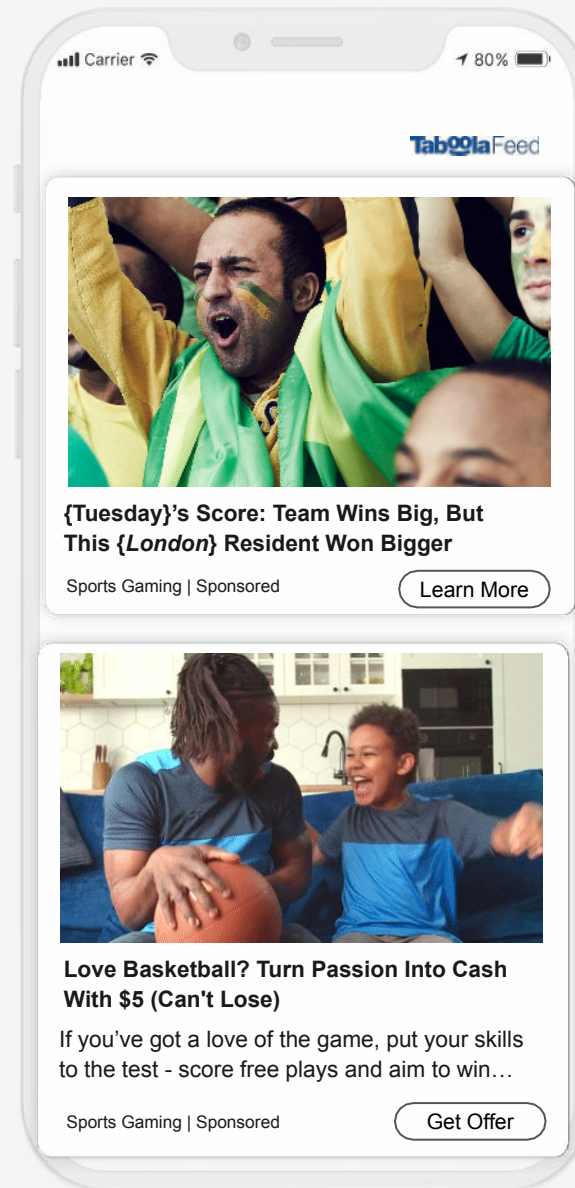 Carrier 80%
Taboola Feed
{Tuesday}’s Score: Team Wins Big, But
This {London} Resident Won Bigger
Sports Gaming | Sponsored
Learn More
Love Basketball? Turn Passion Into Cash
With $5 (Can't Lose)
If you’ve got a love of the game, put your skills
to the test - score free plays and aim to win…
Sports Gaming | Sponsored
Get Offer